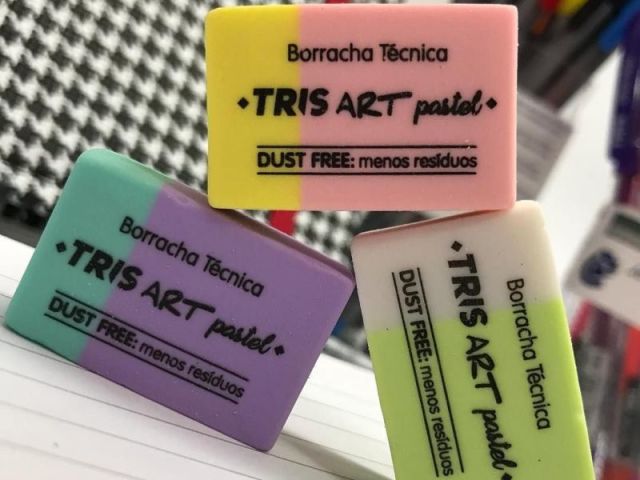 Borracha Técnica
TRIS ART pastel
DUST FREE: menos resíduos
Borracha Técnica
TRIS ART pastel
DUST FREE: menos resíduos
Borracha Técnica
TRIS ART pastel
DUST FREE: menos resíduos